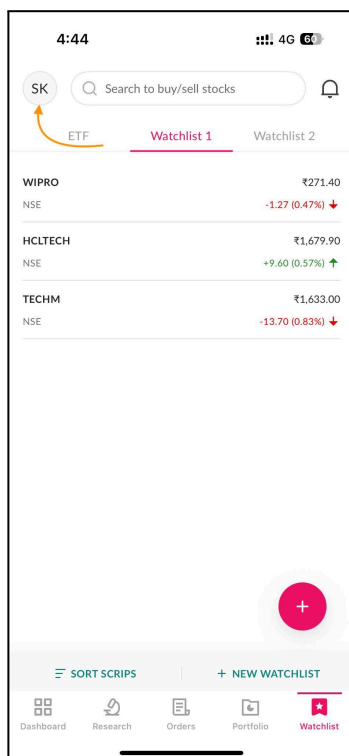 4:44 4G 60
SK Search to buy/sell stocks
ETF Watchlist 1 Watchlist 2
WIPRO ₹271.40
NSE -1.27 (0.47%)
HCLTECH ₹1,679.90
NSE +9.60 (0.57%)
TECHM ₹1,633.00
NSE -13.70 (0.83%)
+
SORT SCRIPS + NEW WATCHLIST
Dashboard Research Orders Portfolio Watchlist